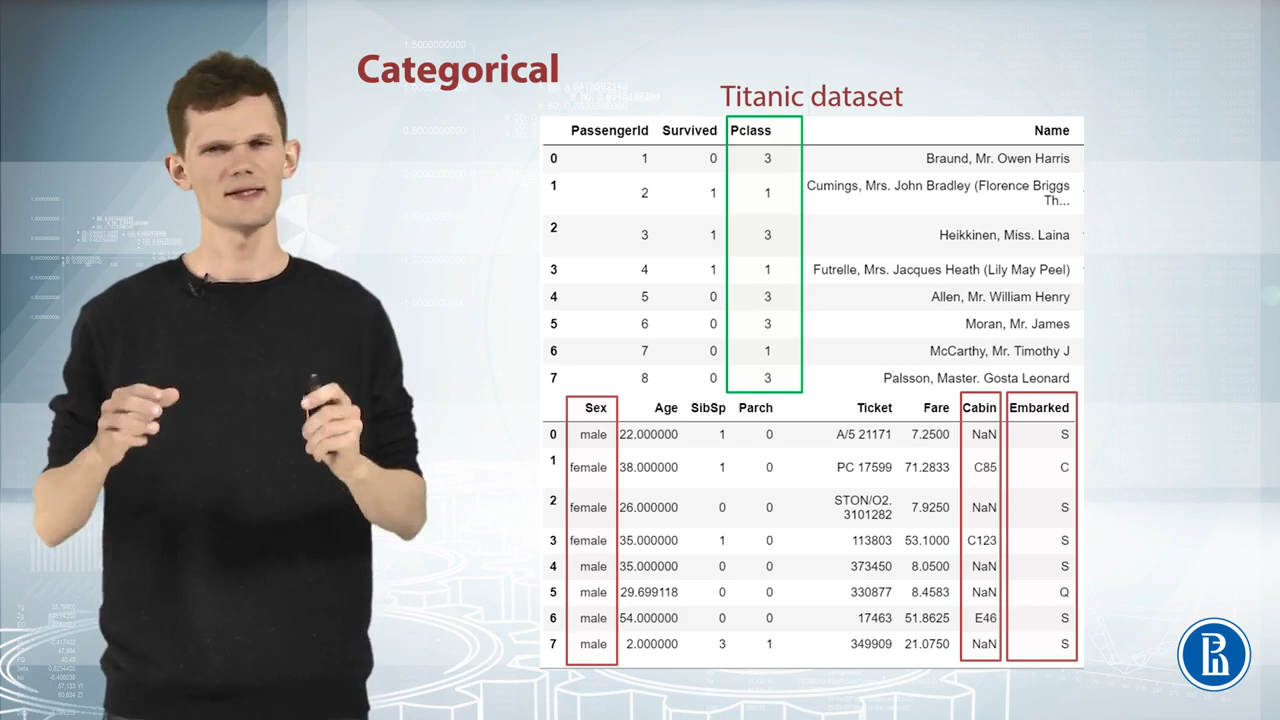 Categorical
Titanic dataset
PassengerId Survived Pclass Name
0 1 0 3 Braund, Mr. Owen Harris
1 2 1 1 Cumings, Mrs. John Bradley (Florence Briggs
Th...
2 3 1 3 Heikkinen, Miss. Laina
3 4 1 1 Futrelle, Mrs. Jacques Heath (Lily May Peel)
4 5 0 3 Allen, Mr. William Henry
5 6 0 3 Moran, Mr. James
6 7 0 1 McCarthy, Mr. Timothy J
7 8 0 3 Palsson, Master. Gosta Leonard
Sex Age SibSp Parch Ticket Fare Cabin Embarked
0 male 22.000000 1 0 A/5 21171 7.2500 NaN S
1 female 38.000000 1 0 PC 17599 71.2833 C85 C
2 female 26.000000 0 0 STON/O2.
3101282 7.9250 NaN S
3 female 35.000000 1 0 113803 53.1000 C123 S
4 male 35.000000 0 0 373450 8.0500 NaN S
5 male 29.699118 0 0 330877 8.4583 NaN Q
6 male 54.000000 0 0 17463 51.8625 E46 S
7 male 2.000000 3 1 349909 21.0750 NaN S